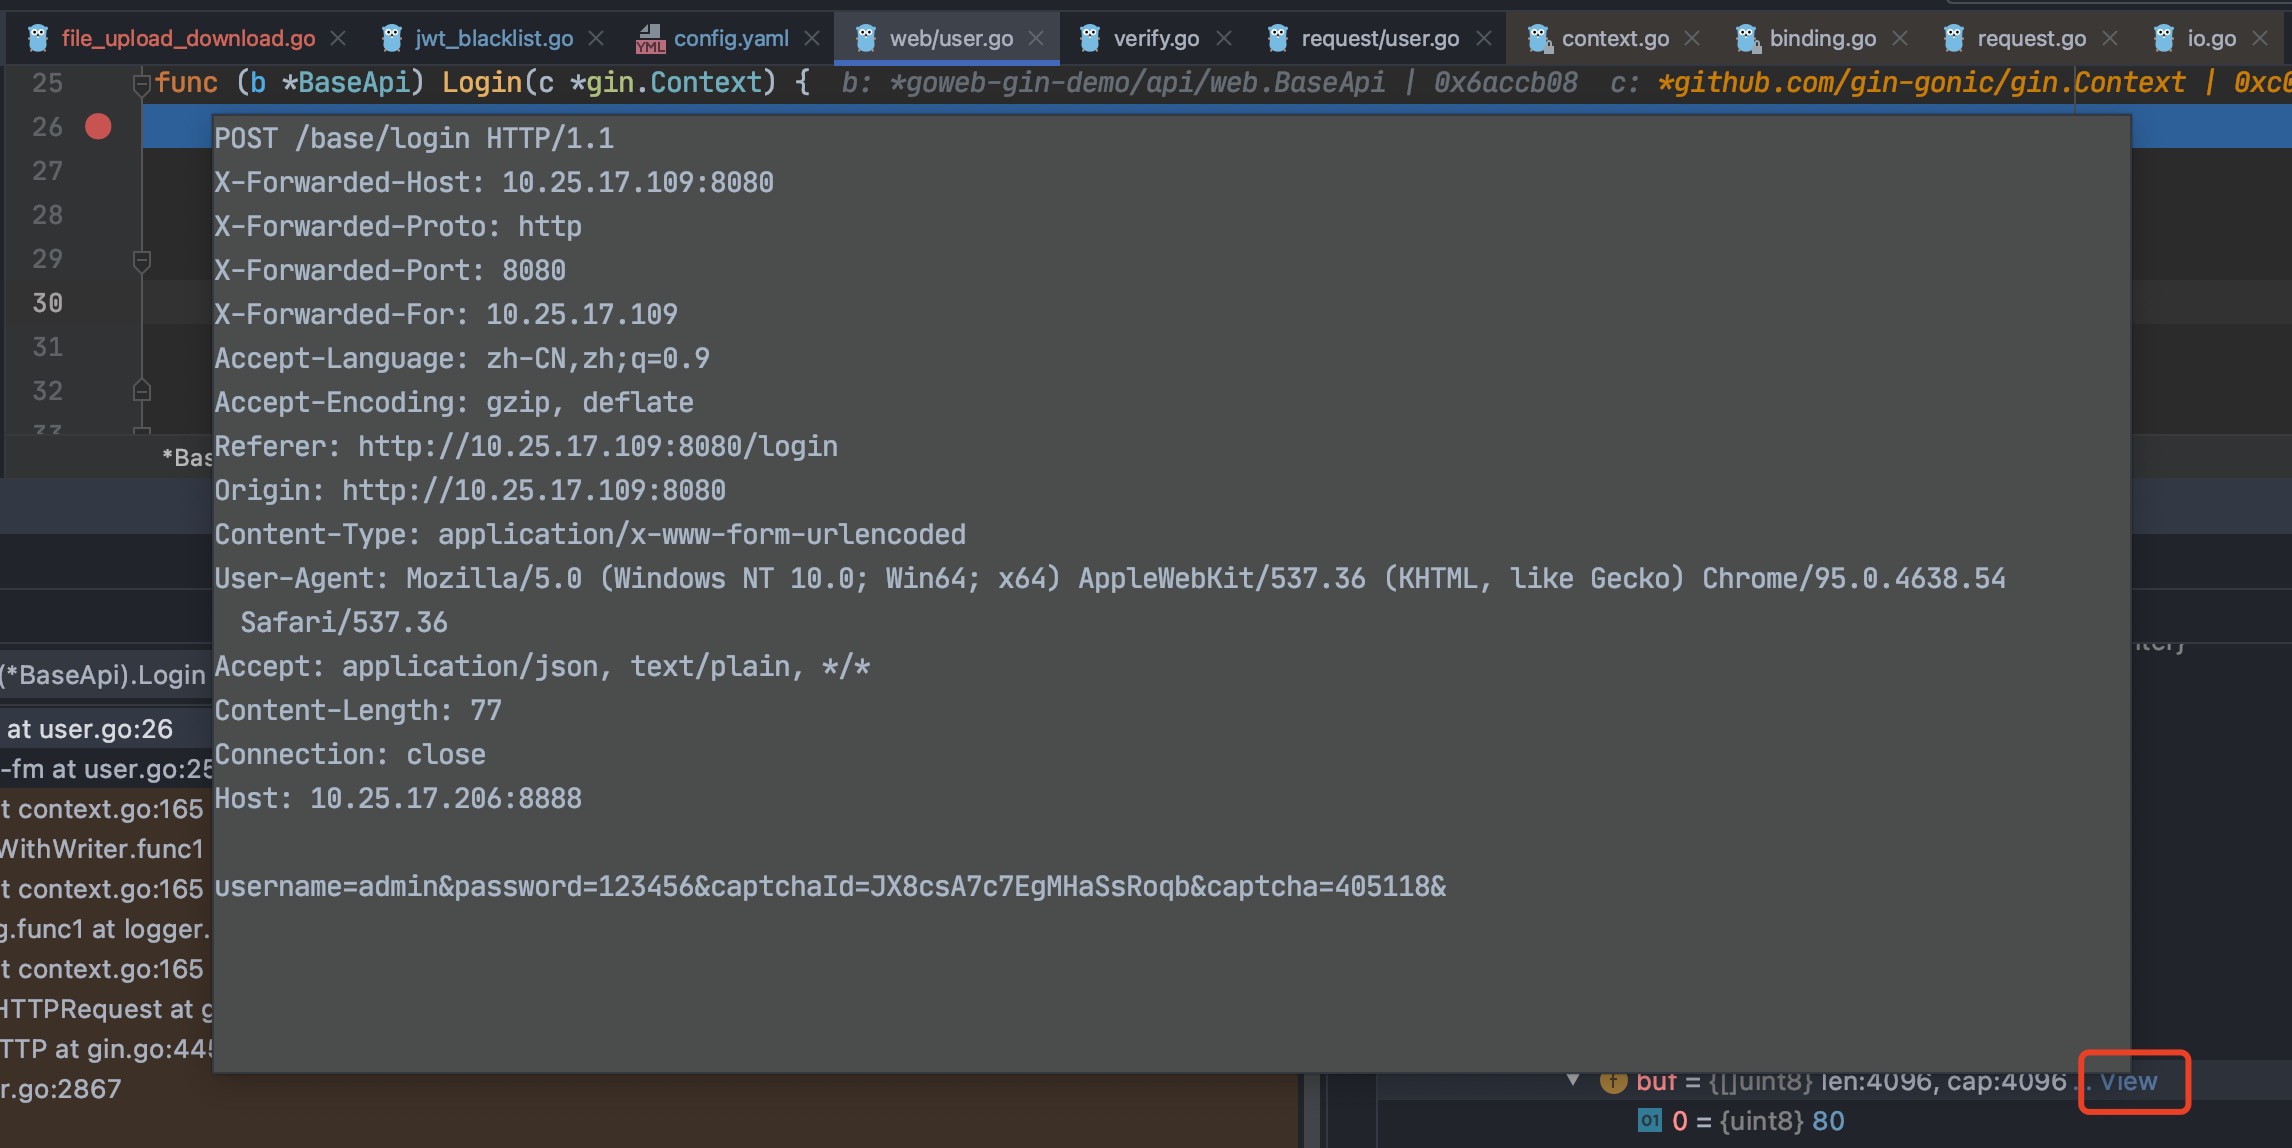 file_upload_download.go
jwt_blacklist.go
YML config.yaml
web/user.go
verify.go
request/user.go
context.go
binding.go
request.go
io.go
25 func (b *BaseApi) Login(c *gin.Context) { b: *goweb-gin-demo/api/web.BaseApi | 0x6accb08 c: *github.com/gin-gonic/gin.Context | 0xc0
26
27
28
29
30
31
32
33
*Bas
POST /base/login HTTP/1.1
X-Forwarded-Host: 10.25.17.109:8080
X-Forwarded-Proto: http
X-Forwarded-Port: 8080
X-Forwarded-For: 10.25.17.109
Accept-Language: zh-CN,zh;q=0.9
Accept-Encoding: gzip, deflate
Referer: http://10.25.17.109:8080/login
Origin: http://10.25.17.109:8080
Content-Type: application/x-www-form-urlencoded
User-Agent: Mozilla/5.0 (Windows NT 10.0; Win64; x64) AppleWebKit/537.36 (KHTML, like Gecko) Chrome/95.0.4638.54
Safari/537.36
Accept: application/json, text/plain, */*
Content-Length: 77
Connection: close
Host: 10.25.17.206:8888
username=admin&password=123456&captchaId=JX8csA7c7EgMHaSsRoqb&captcha=405118&
(*BaseApi).Login
at user.go:26
-fm at user.go:25
t context.go:165
WithWriter.func1
t context.go:165
g.func1 at logger.
t context.go:165
HTTPRequest at g
TTP at gin.go:445
r.go:2867
buf = {[]uint8} len:4096, cap:4096 ... View
01 0 = {uint8} 80